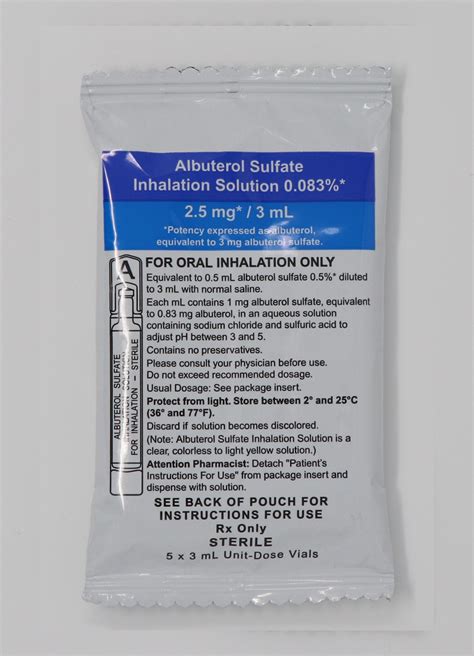 Albuterol Sulfate
Inhalation Solution 0.083%*
2.5 mg* / 3 mL
*Potency expressed as albuterol,
equivalent to 3 mg albuterol sulfate.
A
ALBUTEROL SULFATE
INHALATION SOLUTION
FOR INHALATION – STERILE
FOR ORAL INHALATION ONLY
Equivalent to 0.5 mL albuterol sulfate 0.5%* diluted
to 3 mL with normal saline.
Each mL contains 1 mg albuterol sulfate, equivalent
to 0.83 mg albuterol, in an aqueous solution
containing sodium chloride and sulfuric acid to
adjust pH between 3 and 5.
Contains no preservatives.
Please consult your physician before use.
Do not exceed recommended dosage.
Usual Dosage: See package insert.
Protect from light. Store between 2° and 25°C
(36° and 77°F).
Discard if solution becomes discolored.
(Note: Albuterol Sulfate Inhalation Solution is a
clear, colorless to light yellow solution.)
Attention Pharmacist: Detach "Patient's
Instructions For Use" from package insert and
dispense with solution.
SEE BACK OF POUCH FOR
INSTRUCTIONS FOR USE
Rx Only
STERILE
5 x 3 mL Unit-Dose Vials